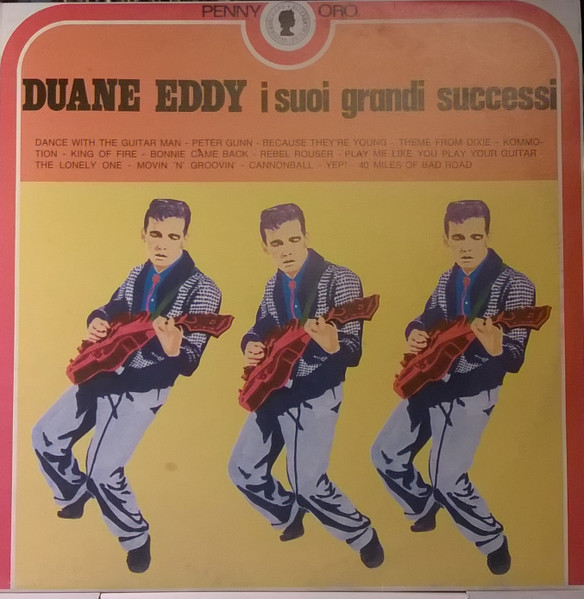 PENNY ORO
DUANE EDDY i suoi grandi successi
DANCE WITH THE GUITAR MAN - PETER GUNN - BECAUSE THEY'RE YOUNG - THEME FROM DIXIE - KOMMO-
TION - KING OF FIRE - BONNIE CAME BACK - REBEL ROUSER - PLAY ME LIKE YOU PLAY YOUR GUITAR -
THE LONELY ONE - MOVIN 'N' GROOVIN - CANNONBALL - YEP! - 40 MILES OF BAD ROAD